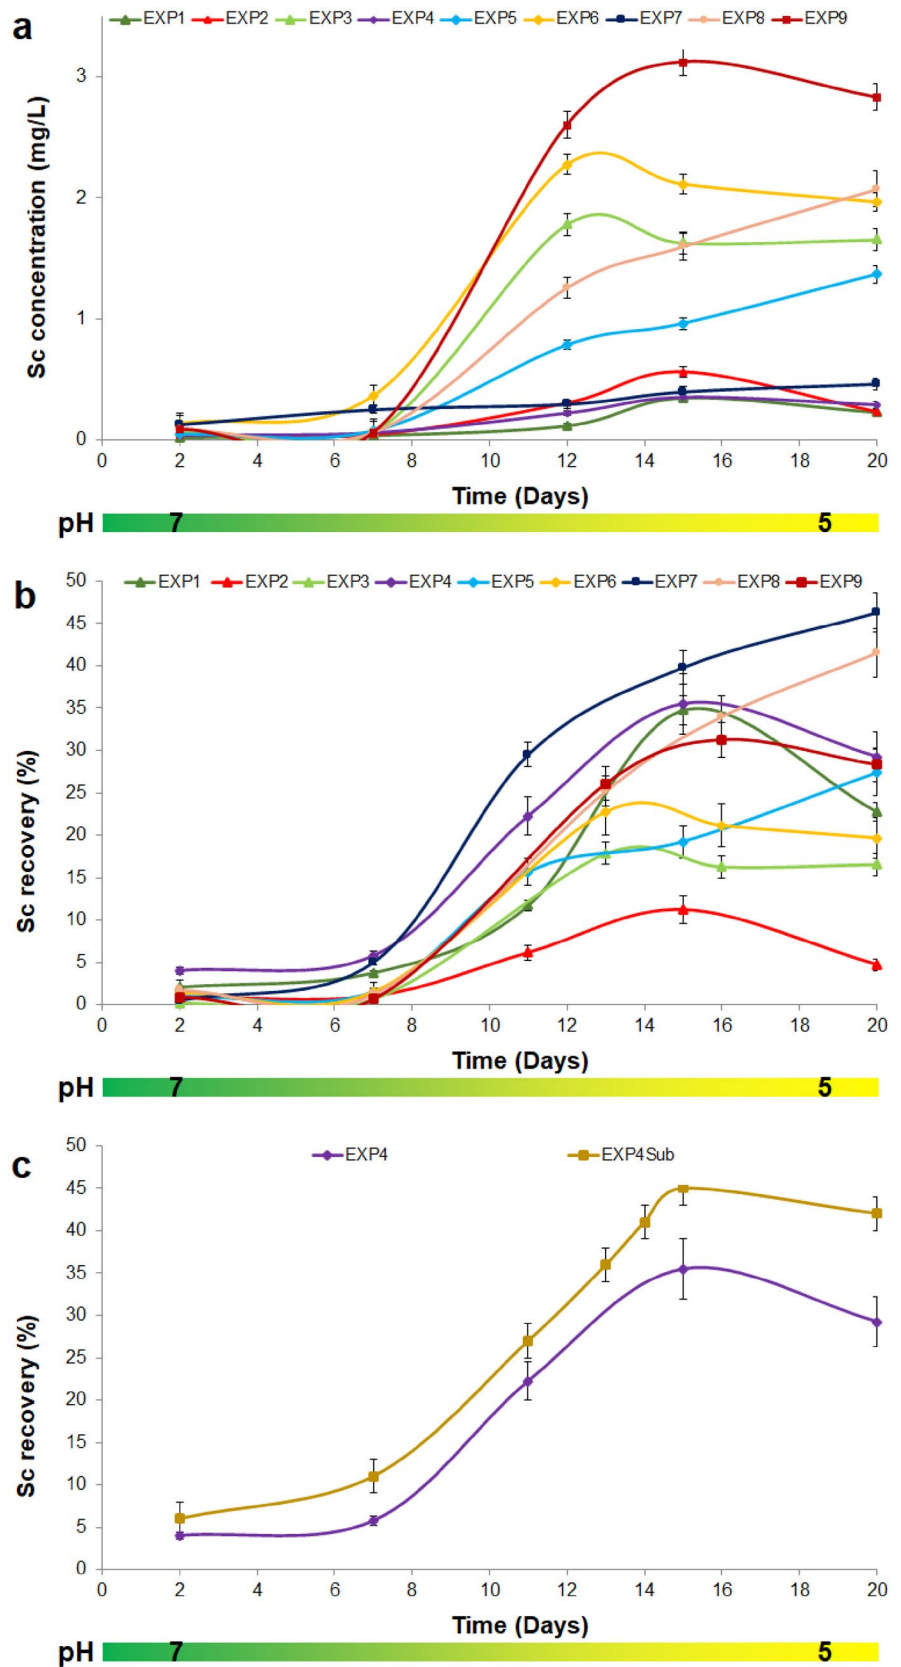 a
EXP1 EXP2 EXP3 EXP4 EXP5 EXP6 EXP7 EXP8 EXP9
Sc concentration (mg/L)
3
2
1
0
0 2 4 6 8 10 12 14 16 18 20
Time (Days)
pH 7 5
b
EXP1 EXP2 EXP3 EXP4 EXP5 EXP6 EXP7 EXP8 EXP9
Sc recovery (%)
50
45
40
35
30
25
20
15
10
5
0
0 2 4 6 8 10 12 14 16 18 20
Time (Days)
pH 7 5
c
EXP4 EXP4Sub
Sc recovery (%)
50
45
40
35
30
25
20
15
10
5
0
0 2 4 6 8 10 12 14 16 18 20
Time (Days)
pH 7 5